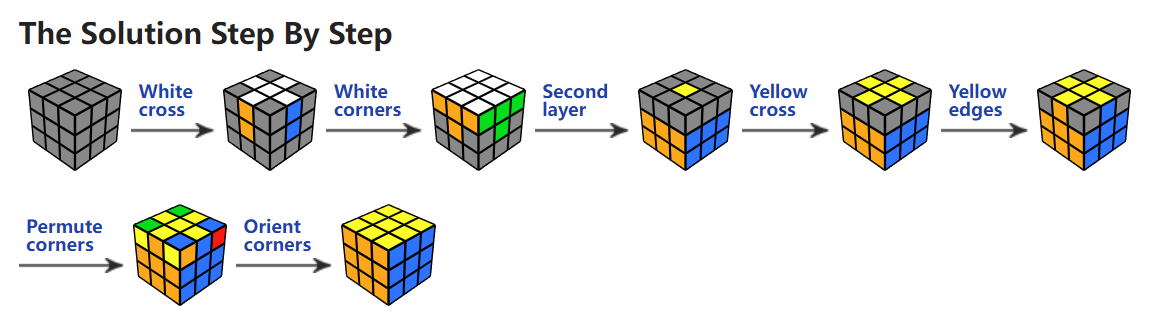 The Solution Step By Step
White
cross
White
corners
Second
layer
Yellow
cross
Yellow
edges
Permute
corners
Orient
corners